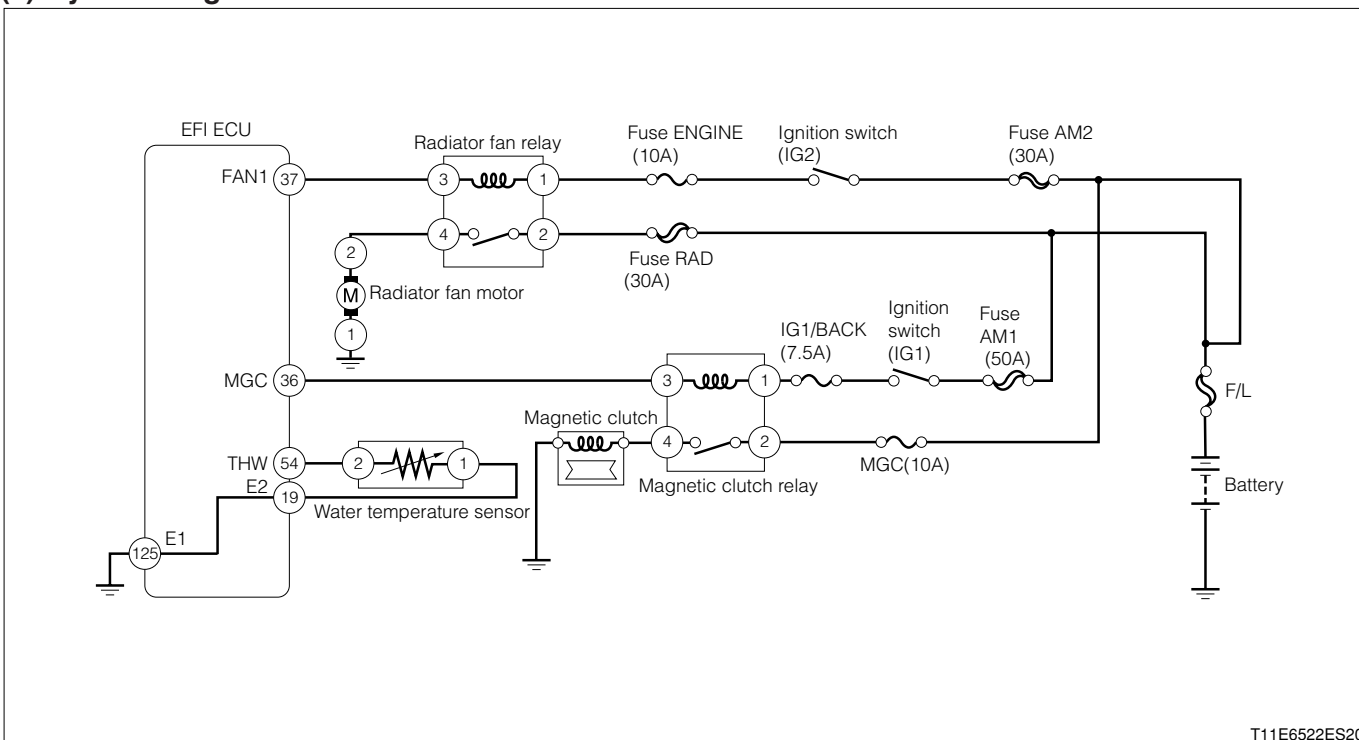 EFI ECU
FAN1
37
Radiator fan relay
3
1
4
2
Fuse ENGINE
(10A)
Ignition switch
(IG2)
Fuse AM2
(30A)
Fuse RAD
(30A)
2
M
Radiator fan motor
1
MGC
36
IG1/BACK
(7.5A)
Ignition
switch
(IG1)
Fuse
AM1
(50A)
3
1
F/L
Magnetic clutch
4
2
MGC(10A)
Magnetic clutch relay
THW
54
2
1
E2
19
Water temperature sensor
Battery
E1
125
T11E6522ES20